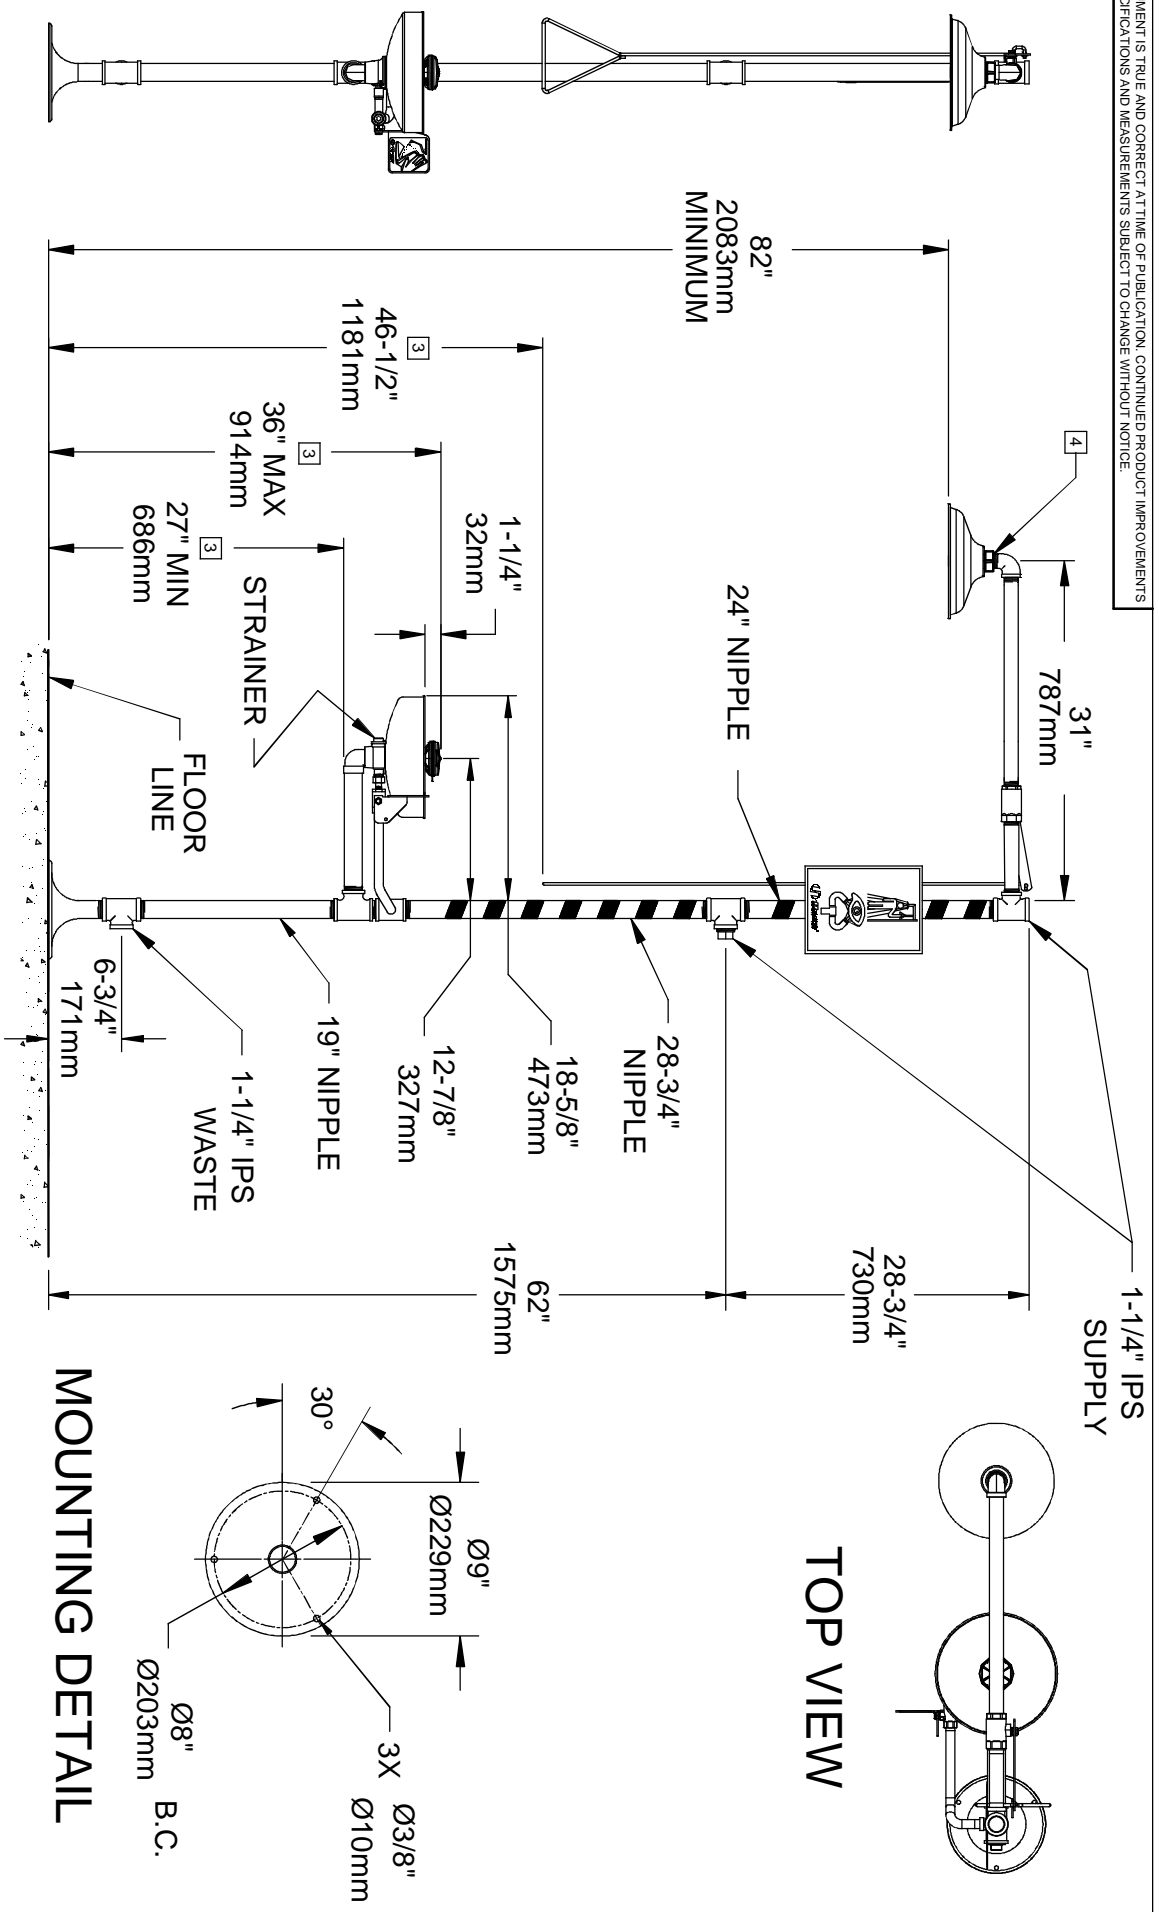 MENT IS TRUE AND CORRECT AT TIME OF PUBLICATION. CONTINUED PRODUCT IMPROVEMENTS
CIFICATIONS AND MEASUREMENTS SUBJECT TO CHANGE WITHOUT NOTICE.
1-1/4" IPS
SUPPLY
4
31"
787mm
28-3/4"
730mm
TOP VIEW
82"
2083mm
MINIMUM
24" NIPPLE
28-3/4"
NIPPLE
62"
1575mm
18-5/8"
473mm
12-7/8"
327mm
1-1/4"
32mm
3
46-1/2"
1181mm
3
36" MAX
914mm
3
27" MIN
686mm
STRAINER
19" NIPPLE
1-1/4" IPS
WASTE
FLOOR
LINE
6-3/4"
171mm
30°
Ø9"
Ø229mm
3X Ø3/8"
Ø10mm
Ø8"
Ø203mm B.C.
MOUNTING DETAIL